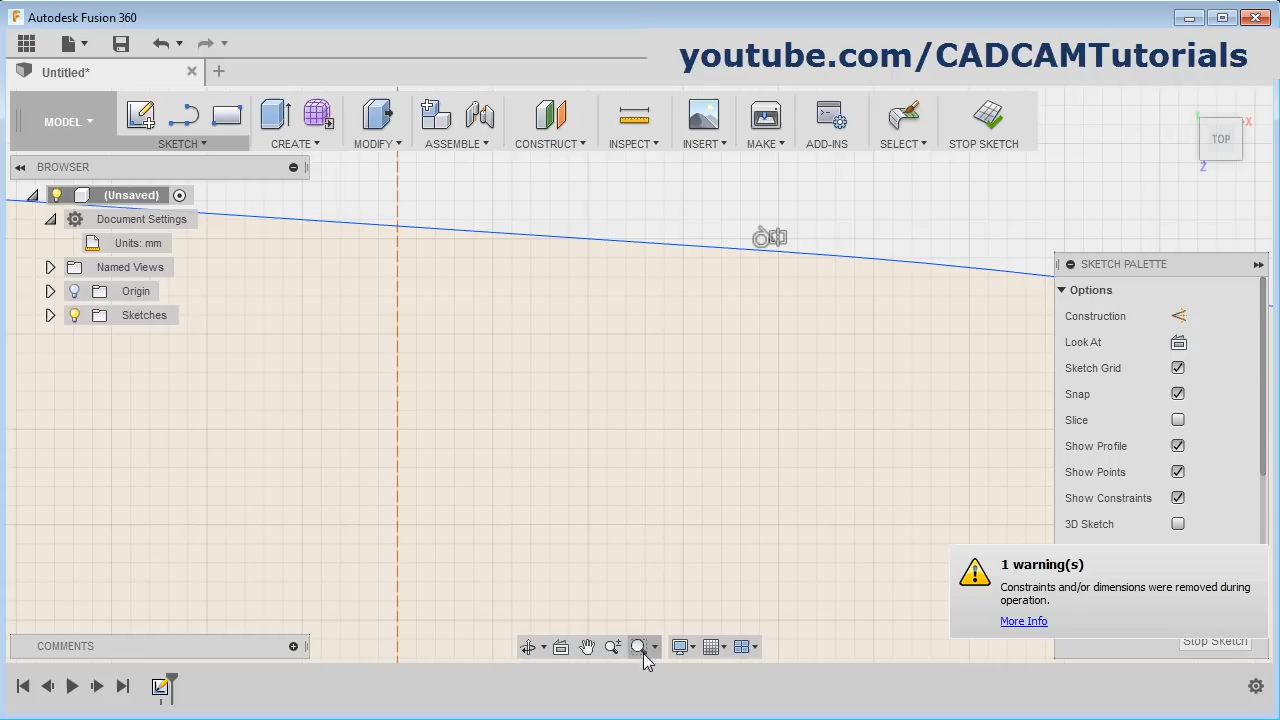 Autodesk Fusion 360
youtube.com/CADCAMTutorials
Untitled*
MODEL
SKETCH
CREATE
MODIFY
ASSEMBLE
CONSTRUCT
INSPECT
INSERT
MAKE
ADD-INS
SELECT
STOP SKETCH
TOP
X
Z
BROWSER
(Unsaved)
Document Settings
Units: mm
Named Views
Origin
Sketches
SKETCH PALETTE
Options
Construction
Look At
Sketch Grid
Snap
Slice
Show Profile
Show Points
Show Constraints
3D Sketch
1 warning(s)
Constraints and/or dimensions were removed during
operation.
More Info
Stop Sketch
COMMENTS